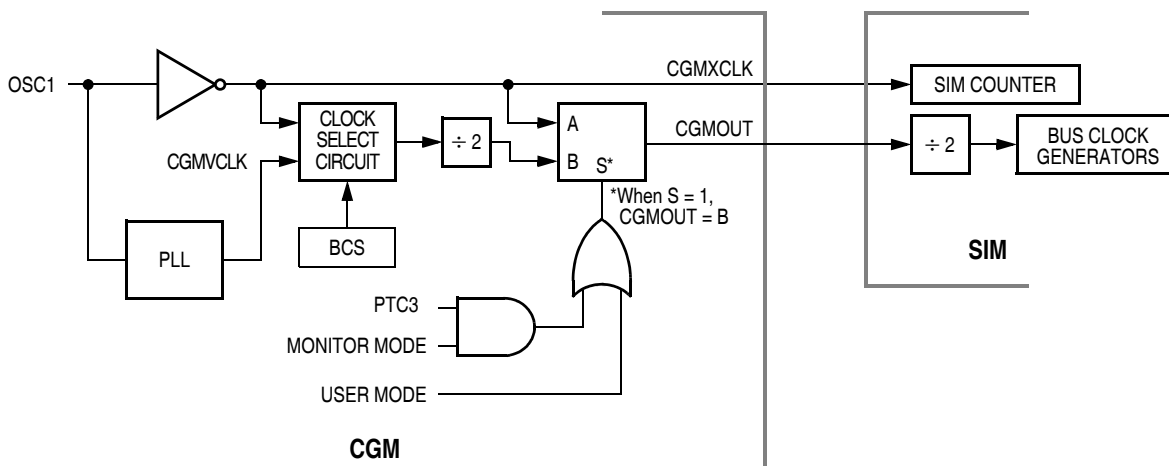 OSC1
CGMXCLK
SIM COUNTER
CLOCK
SELECT
CIRCUIT
÷ 2
A
B
S*
CGMOUT
÷ 2
BUS CLOCK
GENERATORS
CGMVCLK
*When S = 1,
CGMOUT = B
PLL
BCS
SIM
PTC3
MONITOR MODE
USER MODE
CGM